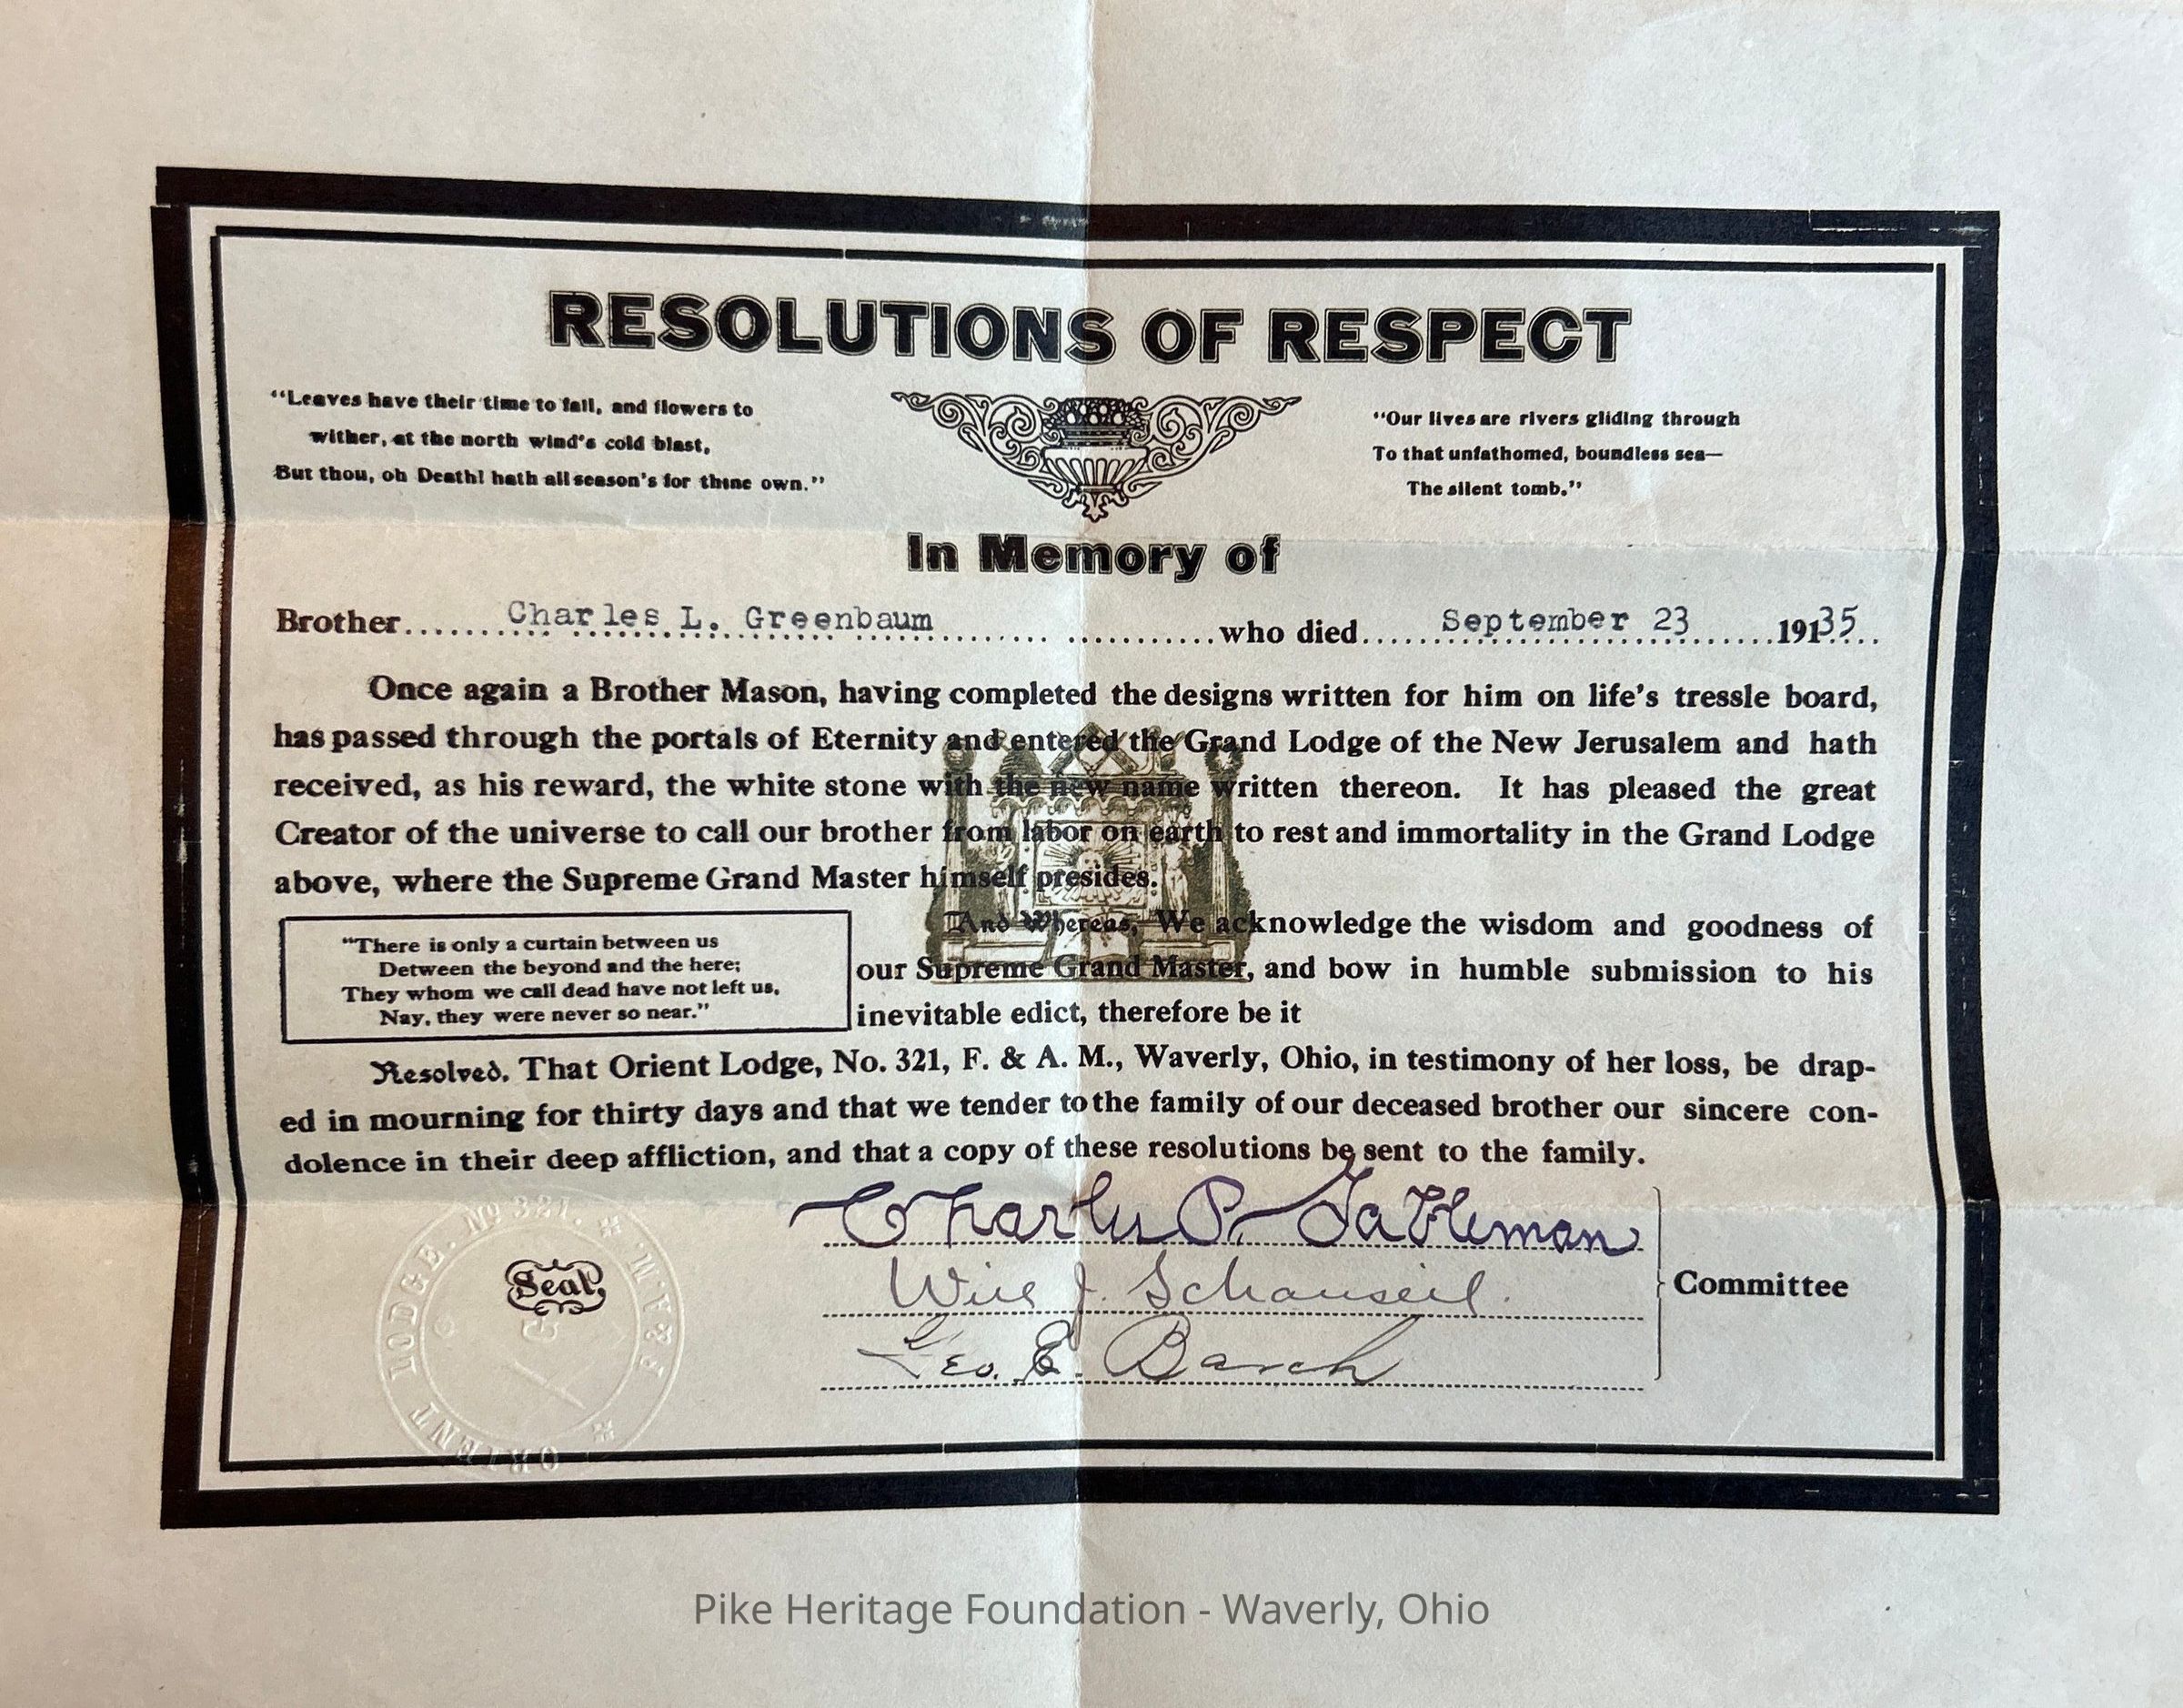 RESOLUTIONS OF RESPECT
"Leaves have their time to fall, and flowers to
wither, at the north wind's cold blast,
But thou, oh Death! hath all season's for thine own."
"Our lives are rivers gliding through
To that unfathomed, boundless sea—
The silent tomb."
In Memory of
Brother Charles L. Greenbaum who died September 23 19135
Once again a Brother Mason, having completed the designs written for him on life's tressle board,
has passed through the portals of Eternity and entered the Grand Lodge of the New Jerusalem and hath
received, as his reward, the white stone with the new name written thereon. It has pleased the great
Creator of the universe to call our brother from labor on earth to rest and immortality in the Grand Lodge
above, where the Supreme Grand Master himself presides.
"There is only a curtain between us
Detween the beyond and the here;
They whom we call dead have not left us,
Nay, they were never so near."
And Whereas, We acknowledge the wisdom and goodness of
our Supreme Grand Master, and bow in humble submission to his
inevitable edict, therefore be it
Resolved. That Orient Lodge, No. 321, F. & A. M., Waverly, Ohio, in testimony of her loss, be drap-
ed in mourning for thirty days and that we tender to the family of our deceased brother our sincere con-
dolence in their deep affliction, and that a copy of these resolutions be sent to the family.
Charles P. Tableman
Will J. Schauseil.
Geo. E. Barch
Committee
Seal
ORIENT LODGE. No 321. F & A.M.
G
Pike Heritage Foundation - Waverly, Ohio